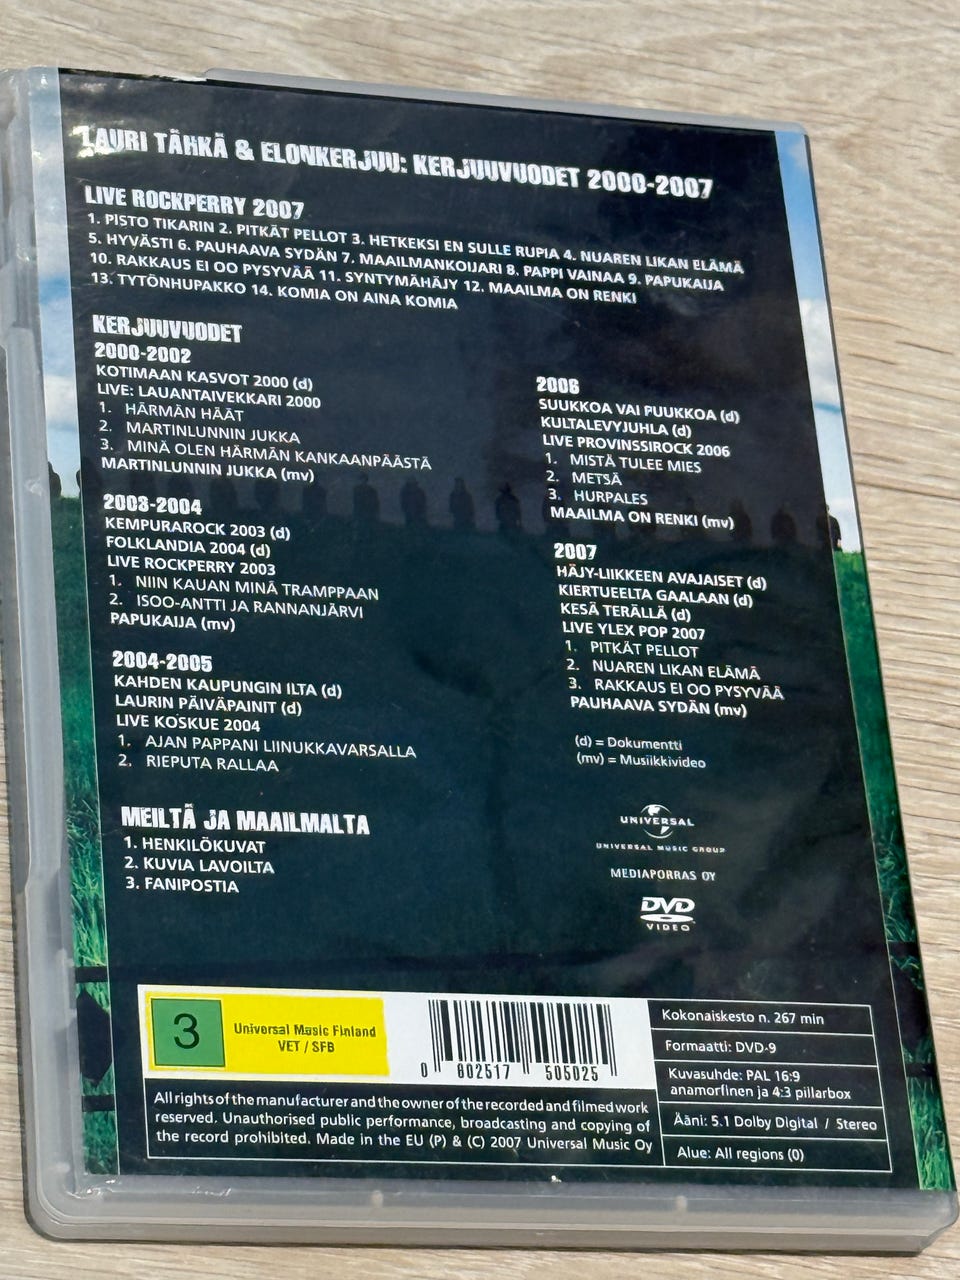 LAURI TÄHKÄ & ELONKERJUU: KERJUUVUODET 2000-2007
LIVE ROCKPERRY 2007
1. PISTO TIKARIN 2. PITKÄT PELLOT 3. HETKEKSI EN SULLE RUPIA 4. NUAREN LIKAN ELÄMÄ
5. HYVÄSTI 6. PAUHAAVA SYDÄN 7. MAAILMANKOIJARI 8. PAPPI VAINAA 9. PAPUKAIJA
10. RAKKAUS EI OO PYSYVÄÄ 11. SYNTYMÄHÄJY 12. MAAILMA ON RENKI
13. TYTÖNHUPAKKO 14. KOMIA ON AINA KOMIA
KERJUUVUODET
2000-2002
KOTIMAAN KASVOT 2000 (d)
LIVE: LAUANTAIVEKKARI 2000
1. HÄRMÄN HÄÄT
2. MARTINLUNNIN JUKKA
3. MINÄ OLEN HÄRMÄN KANKAANPÄÄSTÄ
MARTINLUNNIN JUKKA (mv)
2003-2004
KEMPURAROCK 2003 (d)
FOLKLANDIA 2004 (d)
LIVE ROCKPERRY 2003
1. NIIN KAUAN MINÄ TRAMPPAAN
2. ISOO-ANTTI JA RANNANJÄRVI
PAPUKAIJA (mv)
2004-2005
KAHDEN KAUPUNGIN ILTA (d)
LAURIN PÄIVÄPAINIT (d)
LIVE KOSKUE 2004
1. AJAN PAPPANI LIINUKKAVARSALLA
2. RIEPUTA RALLAA
MEILTÄ JA MAAILMALTA
1. HENKILÖKUVAT
2. KUVIA LAVOILTA
3. FANIPOSTIA
2006
SUUKKOA VAI PUUKKOA (d)
KULTALEVYJUHLA (d)
LIVE PROVINSSIROCK 2006
1. MISTÄ TULEE MIES
2. METSÄ
3. HURPALES
MAAILMA ON RENKI (mv)
2007
HÄJY-LIIKKEEN AVAJAISET (d)
KIERTUEELTA GAALAAN (d)
KESÄ TERÄLLÄ (d)
LIVE YLEX POP 2007
1. PITKÄT PELLOT
2. NUAREN LIKAN ELÄMÄ
3. RAKKAUS EI OO PYSYVÄÄ
PAUHAAVA SYDÄN (mv)
(d) = Dokumentti
(mv) = Musiikkivideo
UNIVERSAL
UNIVERSAL MUSIC GROUP
MEDIAPORRAS OY
DVD
VIDEO
3
Universal Music Finland
VET / SFB
0 602517 505025
Kokonaiskesto n. 267 min
Formaatti: DVD-9
Kuvasuhde: PAL 16:9
anamorfinen ja 4:3 pillarbox
Ääni: 5.1 Dolby Digital / Stereo
Alue: All regions (0)
All rights of the manufacturer and the owner of the recorded and filmed work
reserved. Unauthorised public performance, broadcasting and copying of
the record prohibited. Made in the EU (P) & (C) 2007 Universal Music Oy